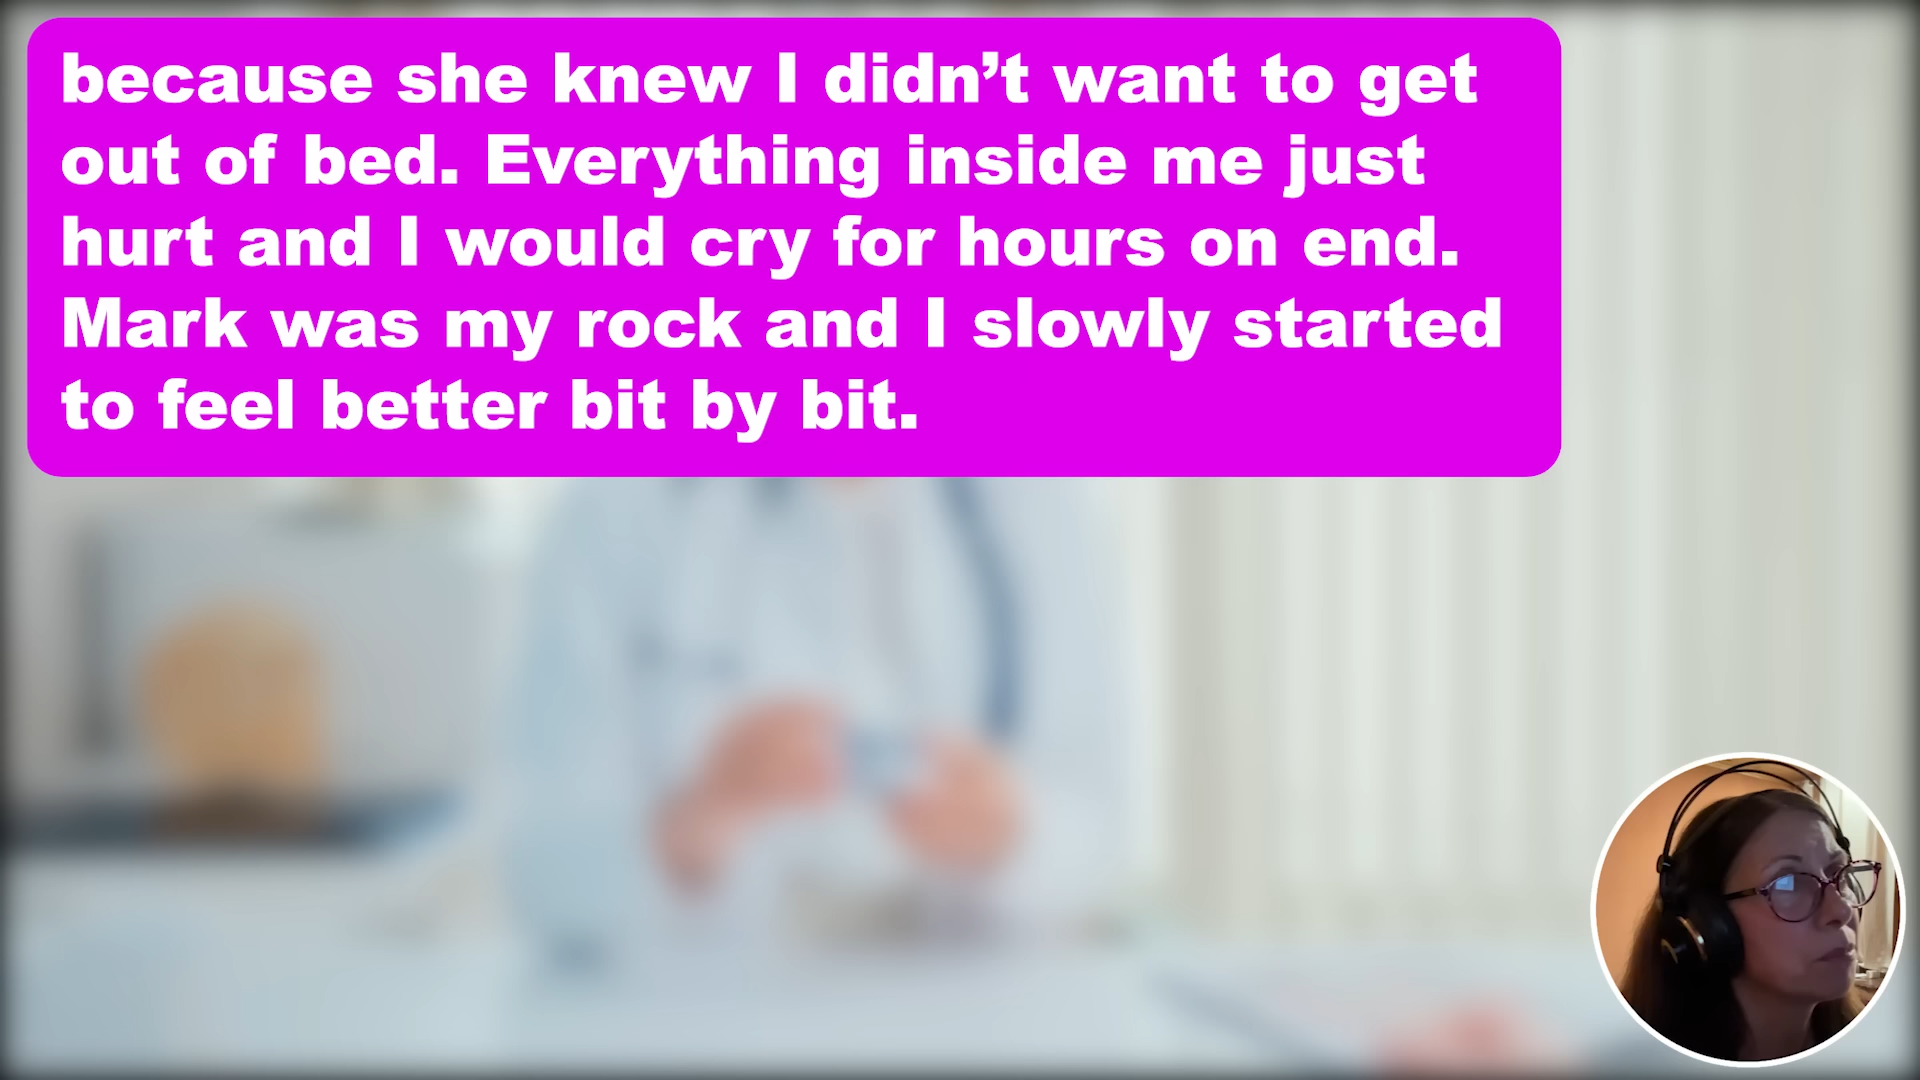 because she knew I didn’t want to get
out of bed. Everything inside me just
hurt and I would cry for hours on end.
Mark was my rock and I slowly started
to feel better bit by bit.